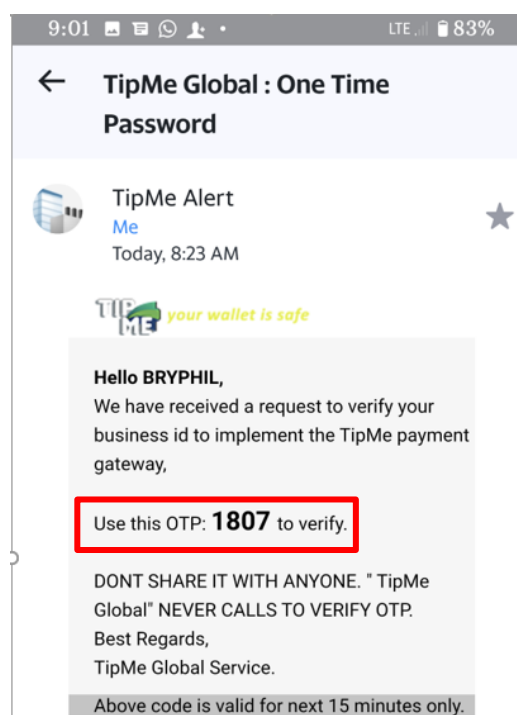 9:01 LTE 83%
TipMe Global : One Time
Password
TipMe Alert
Me
Today, 8:23 AM
TIP ME your wallet is safe
Hello BRYPHIL,
We have received a request to verify your
business id to implement the TipMe payment
gateway,
Use this OTP: 1807 to verify.
DONT SHARE IT WITH ANYONE. " TipMe
Global" NEVER CALLS TO VERIFY OTP.
Best Regards,
TipMe Global Service.
Above code is valid for next 15 minutes only.